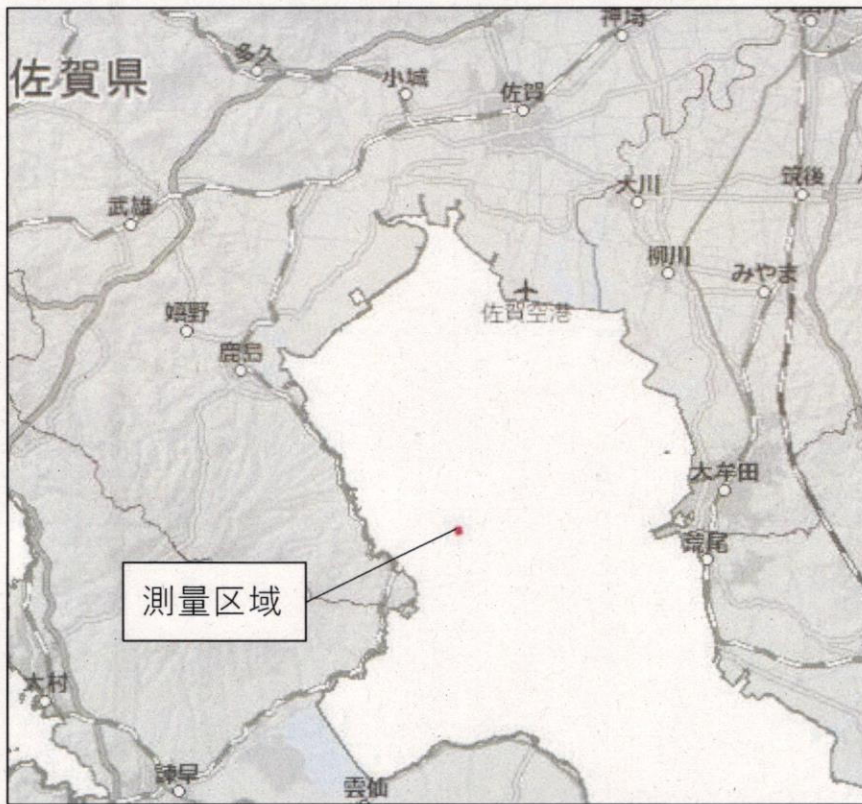 神埼
多久
佐賀県
小城
佐賀
大川
筑後
武雄
柳川
みやま
佐賀空港
嬉野
鹿島
大牟田
荒尾
測量区域
大村
諫早
雲仙